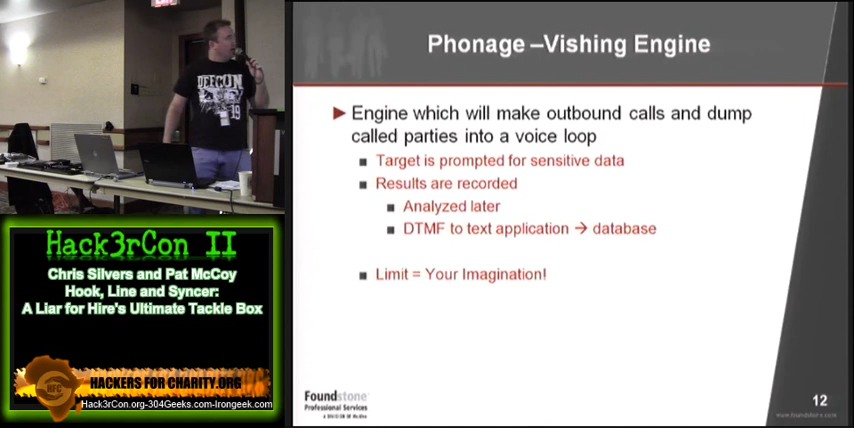 DEFCON
19
Hack3rCon II
Chris Silvers and Pat McCoy
Hook, Line and Syncer:
A Liar for Hire's Ultimate Tackle Box
HFC
HACKERS FOR CHARITY.ORG
Hack3rCon.org-304Geeks.com-Irongeek.com
Phonage –Vishing Engine
Engine which will make outbound calls and dump
called parties into a voice loop
Target is prompted for sensitive data
Results are recorded
Analyzed later
DTMF to text application → database
Limit = Your Imagination!
Foundstone
Professional Services
A DIVISION OF McAfee
12
www.foundstone.com